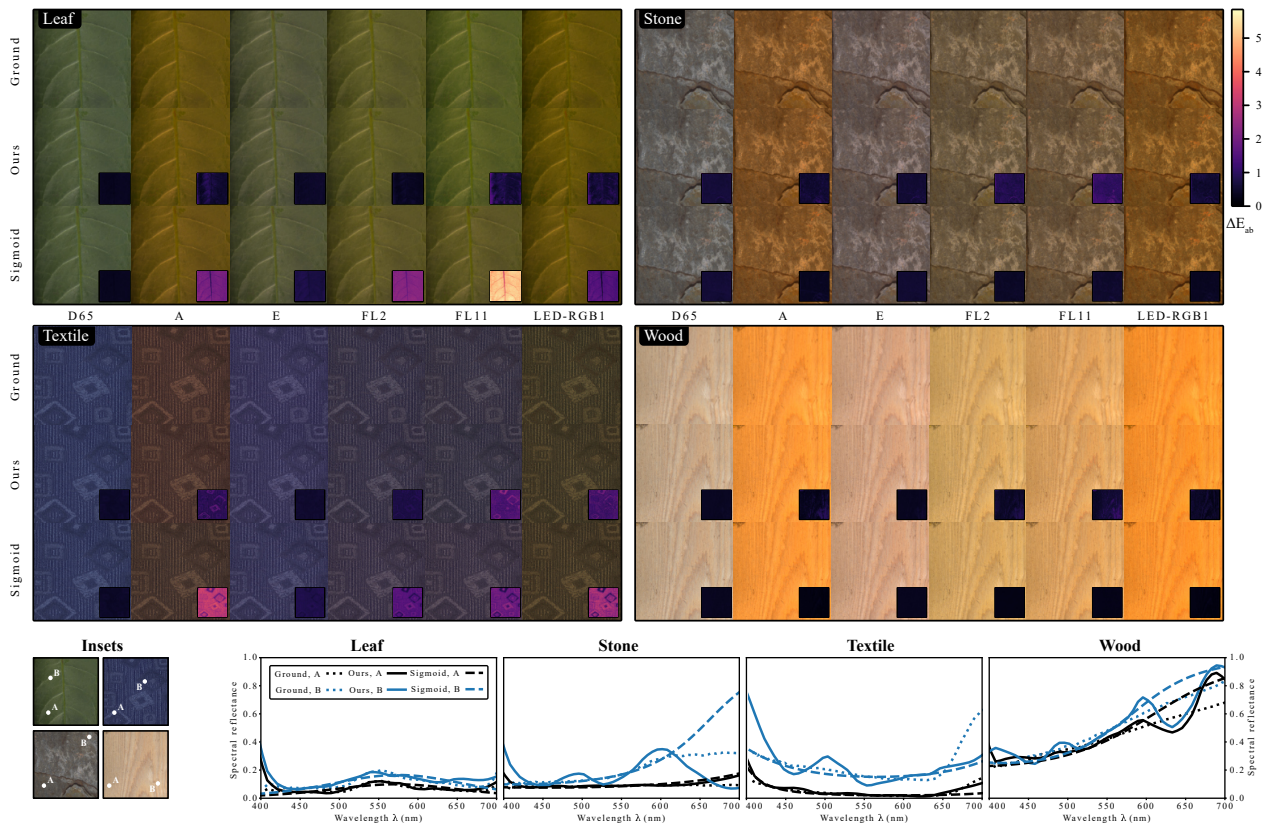 Leaf
Stone
Ground
Ours
Sigmoid
5
4
3
2
1
0
ΔE ab
D65 A E FL2 FL11 LED-RGB1
D65 A E FL2 FL11 LED-RGB1
Textile
Wood
Ground
Ours
Sigmoid
Insets
Leaf
Stone
Textile
Wood
B
A
B
A
B
A
A
B
Spectral reflectance
1.0
0.8
0.6
0.4
0.2
0.0
Ground, A Ours, A Sigmoid, A
Ground, B Ours, B Sigmoid, B
400 450 500 550 600 650 700
Wavelength λ (nm)
400 450 500 550 600 650 700
Wavelength λ (nm)
400 450 500 550 600 650 700
Wavelength λ (nm)
400 450 500 550 600 650 700
Wavelength λ (nm)
1.0
0.8
0.6
0.4
0.2
0.0
Spectral reflectance